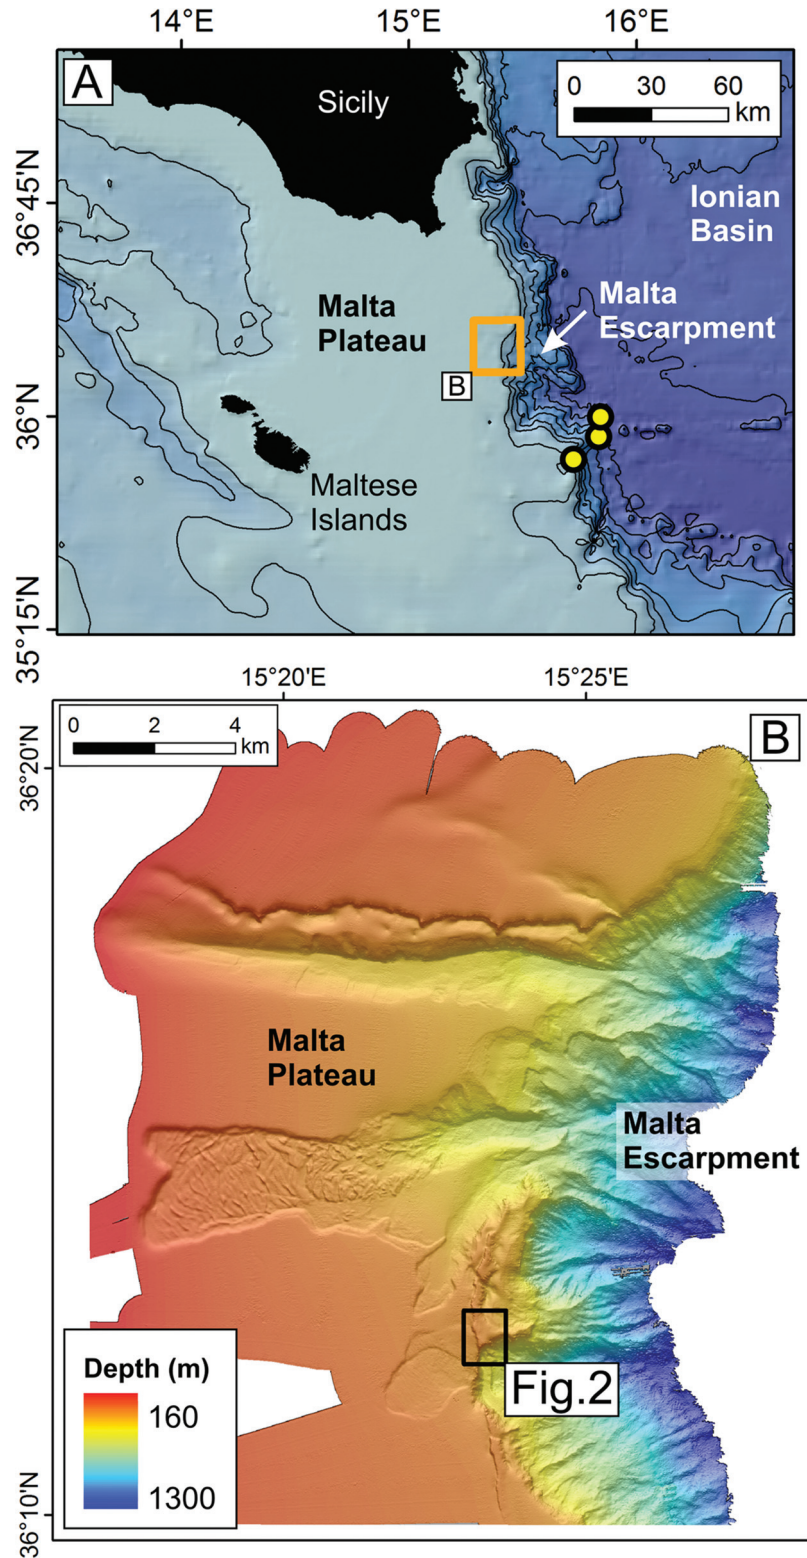 14°E 15°E 16°E
A
Sicily
0 30 60
km
36°45'N
Ionian
Basin
Malta
Plateau
Malta
Escarpment
B
36°N
Maltese
Islands
35°15'N
15°20'E 15°25'E
0 2 4
km
B
36°20'N
Malta
Plateau
Malta
Escarpment
Depth (m)
160
1300
Fig.2
36°10'N